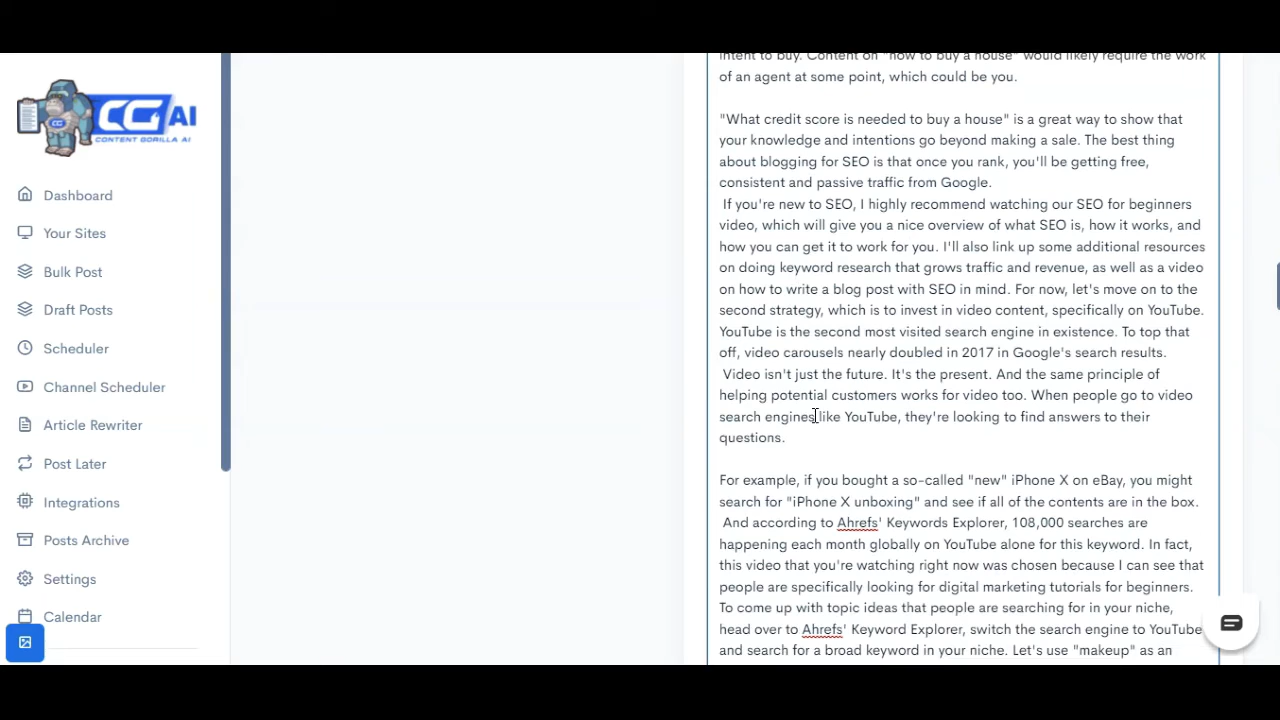 CG AI
CONTENT GORILLA AI
Dashboard
Your Sites
Bulk Post
Draft Posts
Scheduler
Channel Scheduler
Article Rewriter
Post Later
Integrations
Posts Archive
Settings
Calendar
intent to buy. Content on "how to buy a house" would likely require the work
of an agent at some point, which could be you.
"What credit score is needed to buy a house" is a great way to show that
your knowledge and intentions go beyond making a sale. The best thing
about blogging for SEO is that once you rank, you'll be getting free,
consistent and passive traffic from Google.
If you're new to SEO, I highly recommend watching our SEO for beginners
video, which will give you a nice overview of what SEO is, how it works, and
how you can get it to work for you. I'll also link up some additional resources
on doing keyword research that grows traffic and revenue, as well as a video
on how to write a blog post with SEO in mind. For now, let's move on to the
second strategy, which is to invest in video content, specifically on YouTube.
YouTube is the second most visited search engine in existence. To top that
off, video carousels nearly doubled in 2017 in Google's search results.
Video isn't just the future. It's the present. And the same principle of
helping potential customers works for video too. When people go to video
search engines like YouTube, they're looking to find answers to their
questions.
For example, if you bought a so-called "new" iPhone X on eBay, you might
search for "iPhone X unboxing" and see if all of the contents are in the box.
And according to Ahrefs' Keywords Explorer, 108,000 searches are
happening each month globally on YouTube alone for this keyword. In fact,
this video that you're watching right now was chosen because I can see that
people are specifically looking for digital marketing tutorials for beginners.
To come up with topic ideas that people are searching for in your niche,
head over to Ahrefs' Keyword Explorer, switch the search engine to YouTube
and search for a broad keyword in your niche. Let's use "makeup" as an